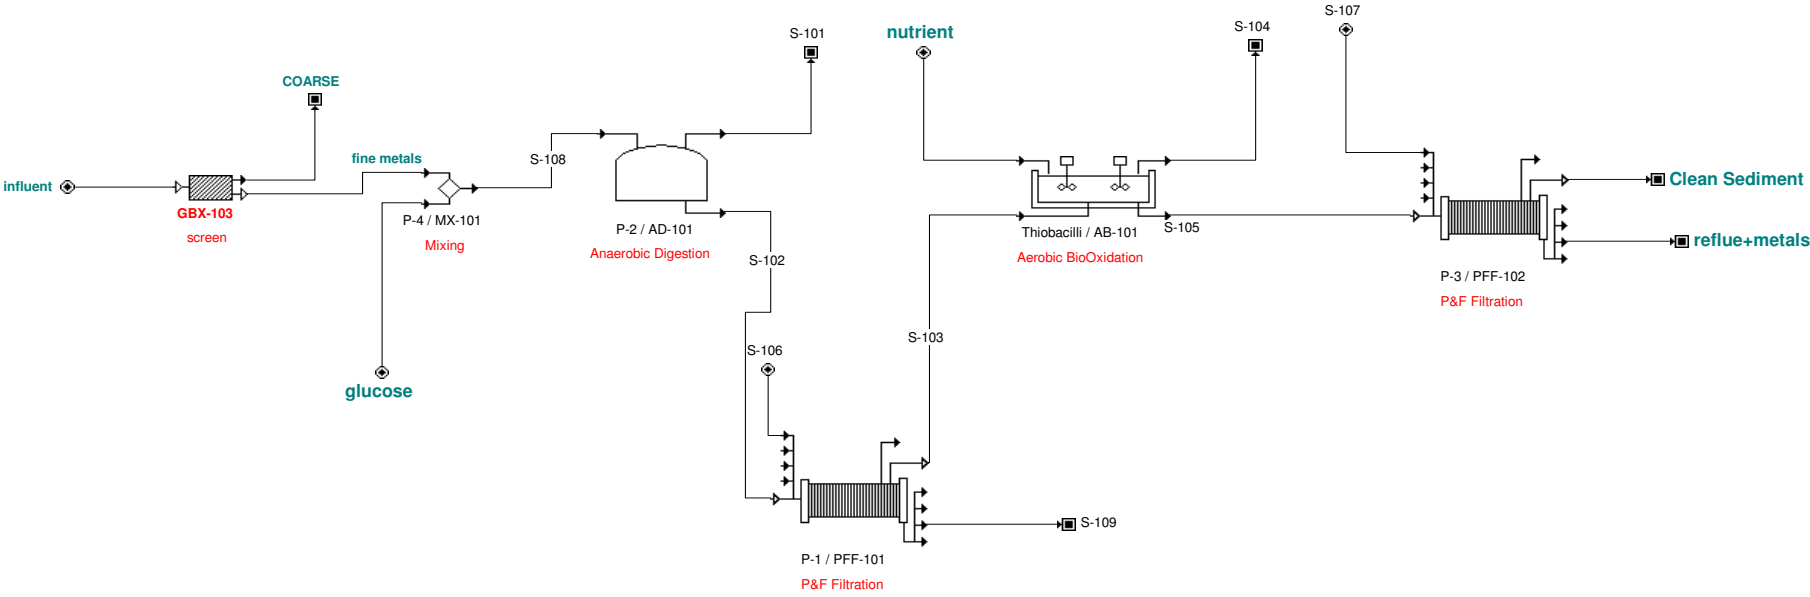 influent
GBX-103
screen
COARSE
fine metals
P-4 / MX-101
Mixing
glucose
S-108
P-2 / AD-101
Anaerobic Digestion
S-101
S-102
S-106
P-1 / PFF-101
P&F Filtration
S-109
S-103
nutrient
Thiobacilli / AB-101
Aerobic BioOxidation
S-104
S-105
S-107
P-3 / PFF-102
P&F Filtration
Clean Sediment
reflue+metals